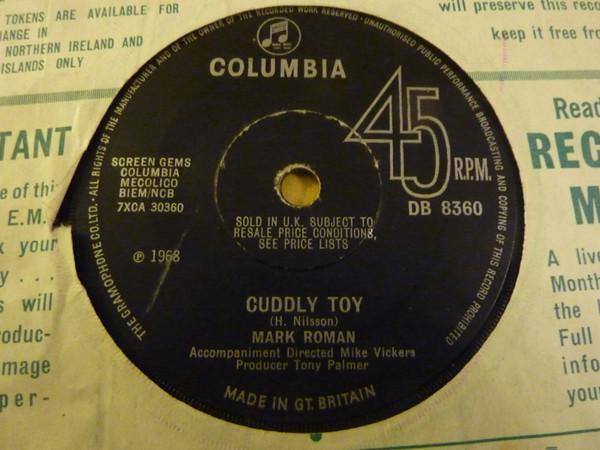 TOKENS ARE AVAILABLE FOR
CHANGE IN
NORTHERN IRELAND and
ISLANDS ONLY
will preserve this reco
keep it free from
TANT
e of this
E.M.
your
will
produc-
mage
per-
Read
REC
M
A live
Month
the
Full
info
your
ALL RIGHTS OF THE MANUFACTURER AND OF THE OWNER OF THE RECORDED WORK RESERVED · UNAUTHORISED PUBLIC PERFORMANCE BROADCASTING AND COPYING OF THIS RECORD PROHIBITED
THE GRAMOPHONE CO. LTD.
COLUMBIA
45
R.P.M.
DB 8360
SCREEN GEMS
COLUMBIA
MECOLICO
BIEM/NCB
7XCA 30360
SOLD IN U.K. SUBJECT TO
RESALE PRICE CONDITIONS,
SEE PRICE LISTS
℗ 1968
CUDDLY TOY
(H. Nilsson)
MARK ROMAN
Accompaniment Directed Mike Vickers
Producer Tony Palmer
MADE IN GT. BRITAIN